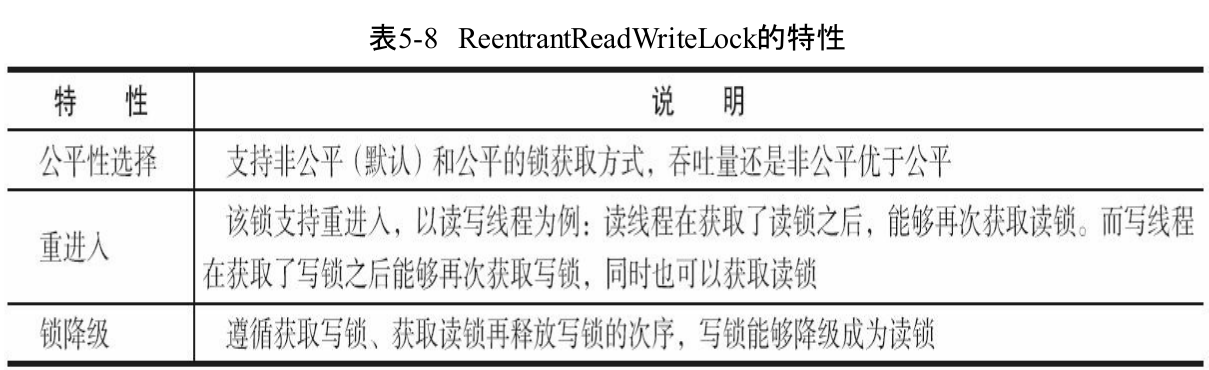 表5-8 ReentrantReadWriteLock的特性
特 性 说 明
公平性选择 支持非公平（默认）和公平的锁获取方式，吞吐量还是非公平优于公平
重进入 该锁支持重进入，以读写线程为例：读线程在获取了读锁之后，能够再次获取读锁。而写线程
在获取了写锁之后能够再次获取写锁，同时也可以获取读锁
锁降级 遵循获取写锁、获取读锁再释放写锁的次序，写锁能够降级成为读锁